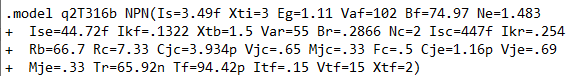 .model q2T316b NPN(Is=3.49f Xti=3 Eg=1.11 Vaf=102 Bf=74.97 Ne=1.483
+ Ise=44.72f Ikf=.1322 Xtb=1.5 Var=55 Br=.2866 Nc=2 Isc=447f Ikr=.254
+ Rb=66.7 Rc=7.33 Cjc=3.934p Vjc=.65 Mjc=.33 Fc=.5 Cje=1.16p Vje=.69
+ Mje=.33 Tr=65.92n Tf=94.42p Itf=.15 Vtf=15 Xtf=2)